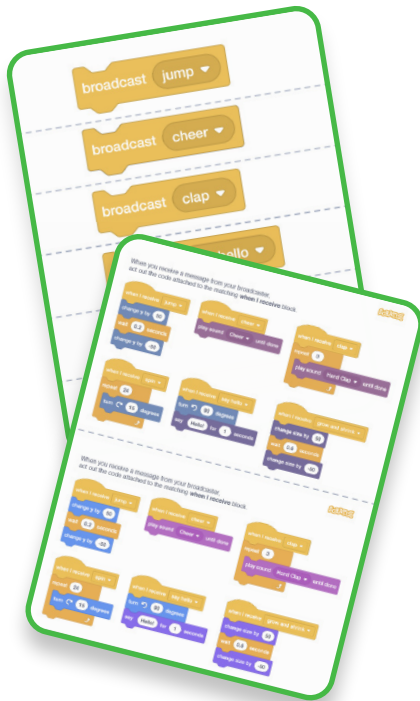 broadcast jump
broadcast cheer
broadcast clap
hello
When you receive a message from your broadcaster,
act out the code attached to the matching when I receive block.
when I receive jump
change y by 50
wait 0.2 seconds
change y by -50
when I receive cheer
play sound Cheer until done
when I receive clap
repeat
play sound Hand Clap until done
when I receive spin
repeat 24
turn 15 degrees
when I receive say hello
turn 90 degrees
say Hello! for 1 seconds
when I receive grow and shrink
change size by 50
wait 0.6 seconds
change size by -50
When you receive a message from your broadcaster,
act out the code attached to the matching when I receive block.
when I receive jump
change y by 50
wait 0.2 seconds
change y by -50
when I receive cheer
play sound Cheer until done
when I receive clap
repeat
play sound Hand Clap until done
when I receive spin
repeat 24
turn 15 degrees
when I receive say hello
turn 90 degrees
say Hello! for 1 seconds
when I receive grow and shrink
change size by 50
wait 0.6 seconds
change size by -50